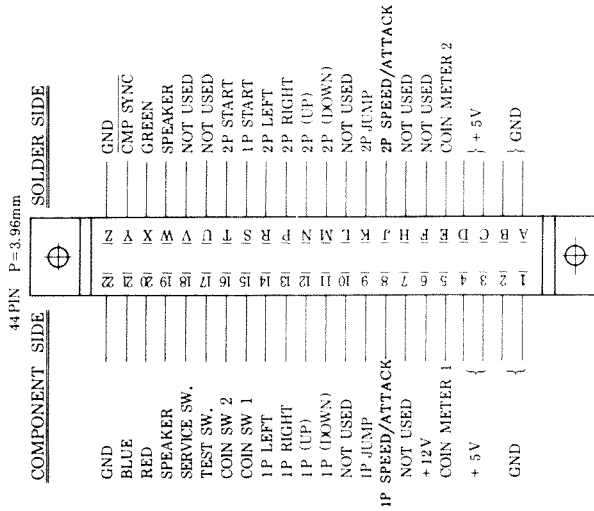 44PIN P=3.96mm
COMPONENT SIDE
SOLDER SIDE
GND 22 Z GND
BLUE 21 Y CMP SYNC
RED 20 X GREEN
SPEAKER 19 W SPEAKER
SERVICE SW. 18 V NOT USED
TEST SW. 17 U NOT USED
COIN SW 2 16 T 2P START
COIN SW 1 15 S 1P START
1P LEFT 14 R 2P LEFT
1P RIGHT 13 P 2P RIGHT
1P (UP) 12 N 2P (UP)
1P (DOWN) 11 M 2P (DOWN)
NOT USED 10 L NOT USED
1P JUMP 9 K 2P JUMP
1P SPEED/ATTACK 8 J 2P SPEED/ATTACK
NOT USED 7 H NOT USED
+12V 6 F NOT USED
COIN METER 1 5 E COIN METER 2
4 D
+5V } 3 C } +5V
2 B
GND } 1 A } GND